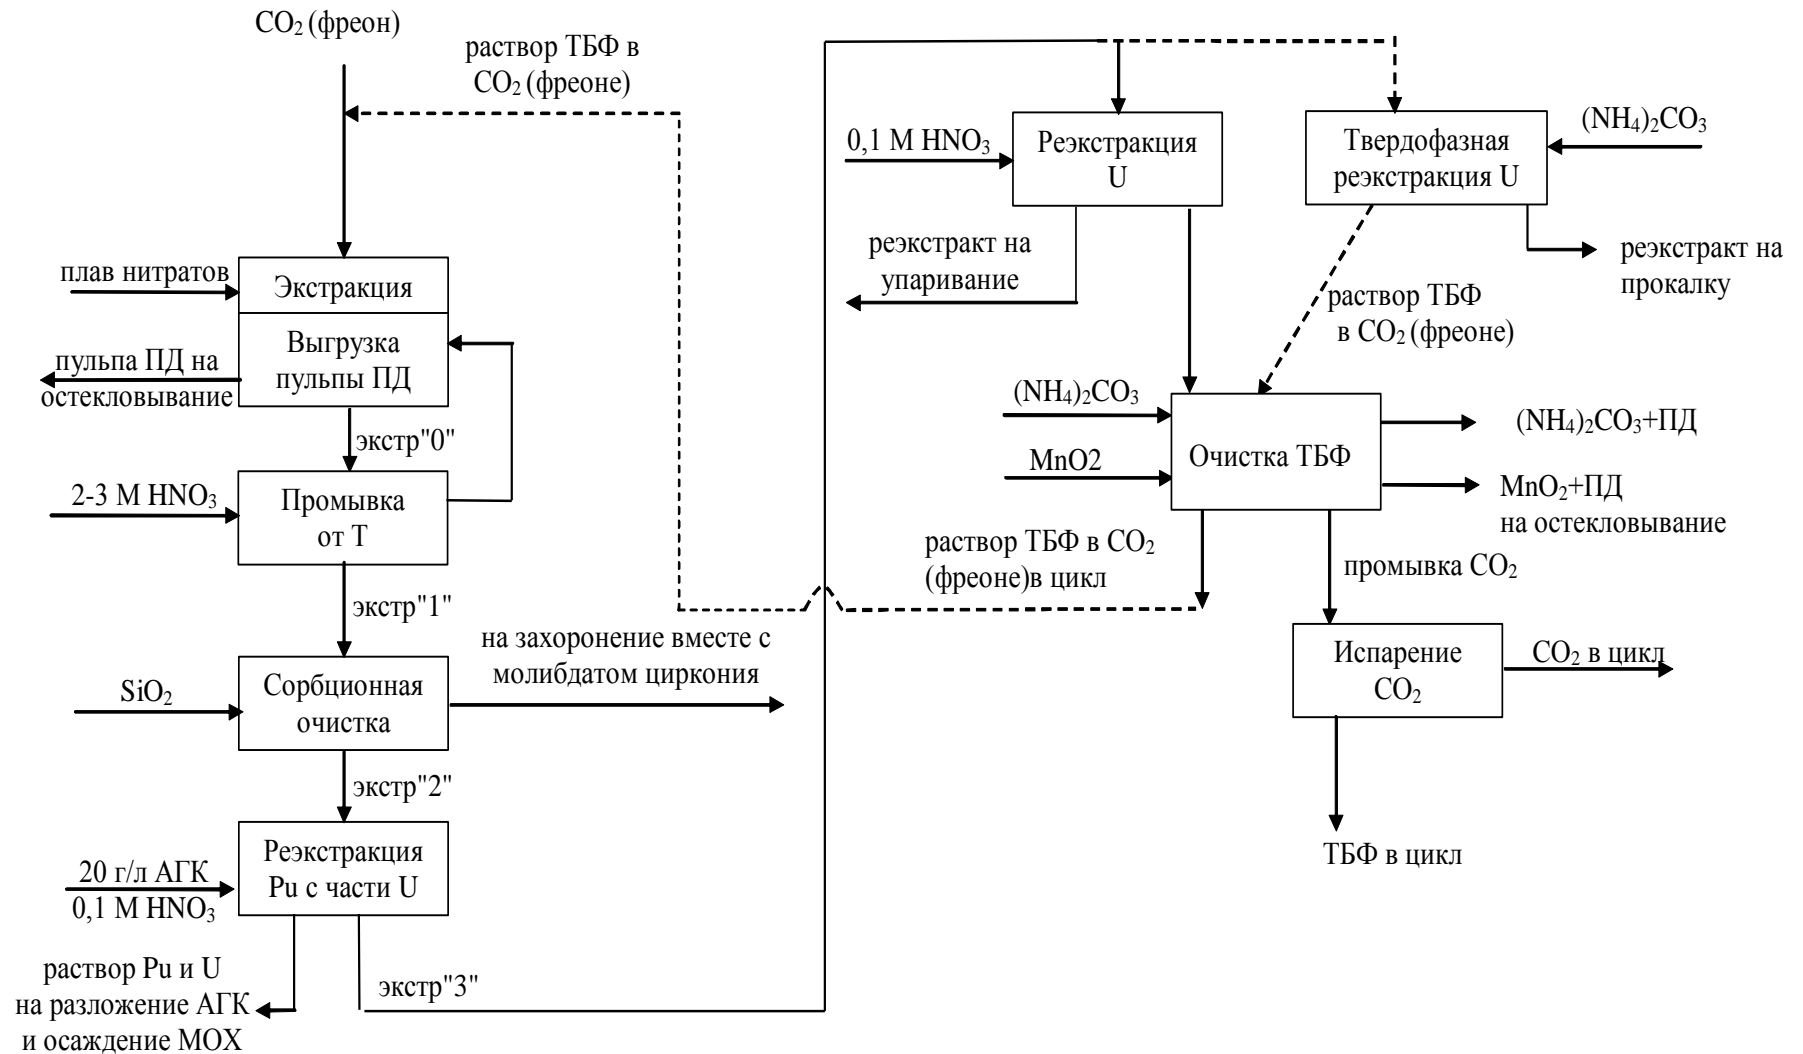 CO₂ (фреон)
раствор ТБФ в
CO₂ (фреоне)
плав нитратов
Экстракция
Выгрузка
пульпы ПД
пульпа ПД на
остекловывание
экстр"0"
2-3 М HNO₃
Промывка
от Т
экстр"1"
SiO₂
Сорбционная
очистка
на захоронение вместе с
молибдатом циркония
экстр"2"
20 г/л АГК
0,1 М HNO₃
Реэкстракция
Pu с части U
раствор Pu и U
на разложение АГК
и осаждение МОХ
экстр"3"
0,1 М HNO₃
Реэкстракция
U
реэкстракт на
упаривание
Твердофазная
реэкстракция U
(NH₄)₂CO₃
реэкстракт на
прокалку
раствор ТБФ
в CO₂ (фреоне)
(NH₄)₂CO₃
MnO2
Очистка ТБФ
(NH₄)₂CO₃+ПД
MnO₂+ПД
на остекловывание
раствор ТБФ в CO₂
(фреоне)в цикл
промывка CO₂
Испарение
CO₂
CO₂ в цикл
ТБФ в цикл